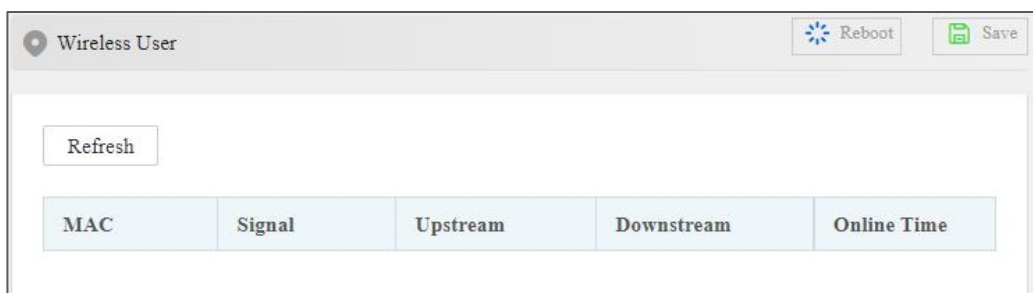 Wireless User Reboot Save
Refresh
MAC Signal Upstream Downstream Online Time